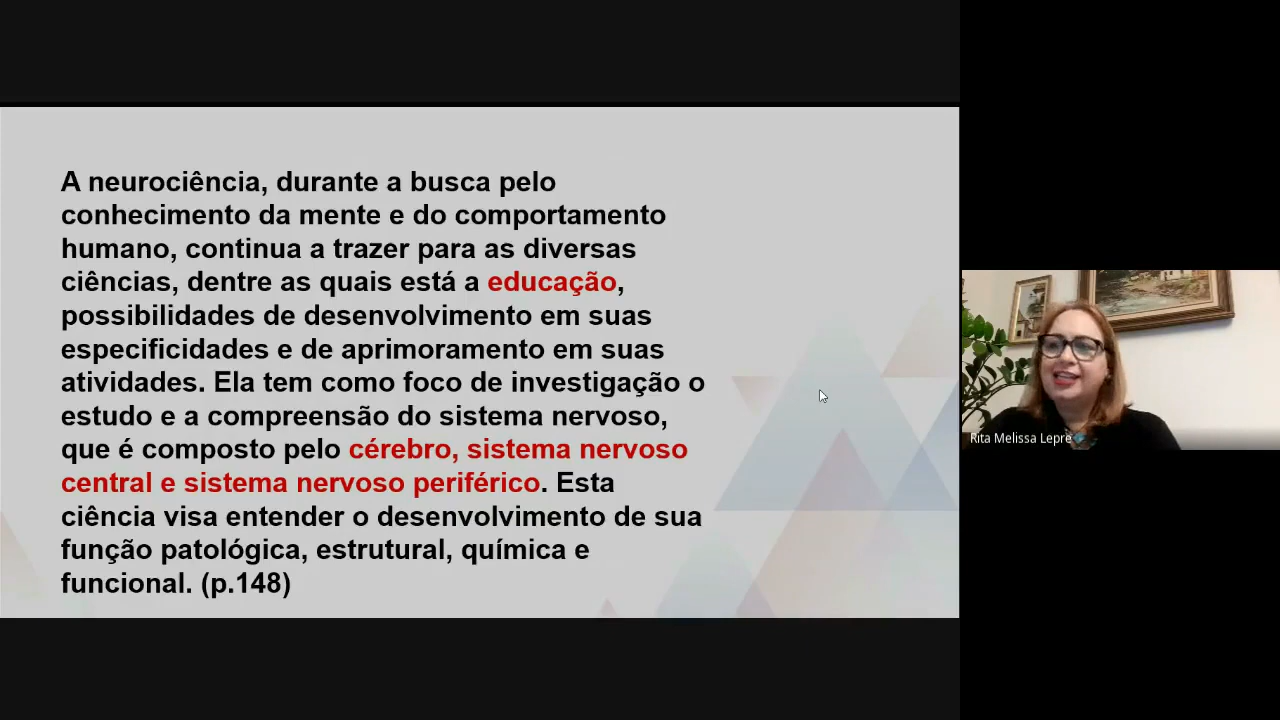 A neurociência, durante a busca pelo
conhecimento da mente e do comportamento
humano, continua a trazer para as diversas
ciências, dentre as quais está a educação,
possibilidades de desenvolvimento em suas
especificidades e de aprimoramento em suas
atividades. Ela tem como foco de investigação o
estudo e a compreensão do sistema nervoso,
que é composto pelo cérebro, sistema nervoso
central e sistema nervoso periférico. Esta
ciência visa entender o desenvolvimento de sua
função patológica, estrutural, química e
funcional. (p.148)
Rita Melissa Lepre